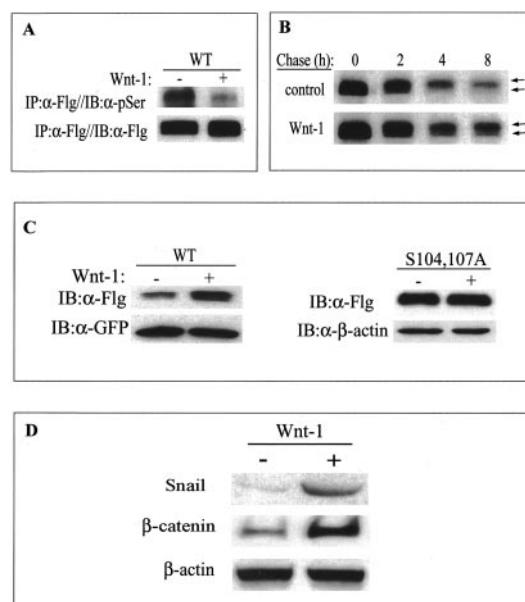 A
WT
Wnt-1: - +
IP:α-Flg//IB:α-pSer
IP:α-Flg//IB:α-Flg
B
Chase (h): 0 2 4 8
control
Wnt-1
C
WT
Wnt-1: - +
IB:α-Flg
IB:α-GFP
S104,107A
- +
IB:α-Flg
IB:α-β-actin
D
Wnt-1
- +
Snail
β-catenin
β-actin